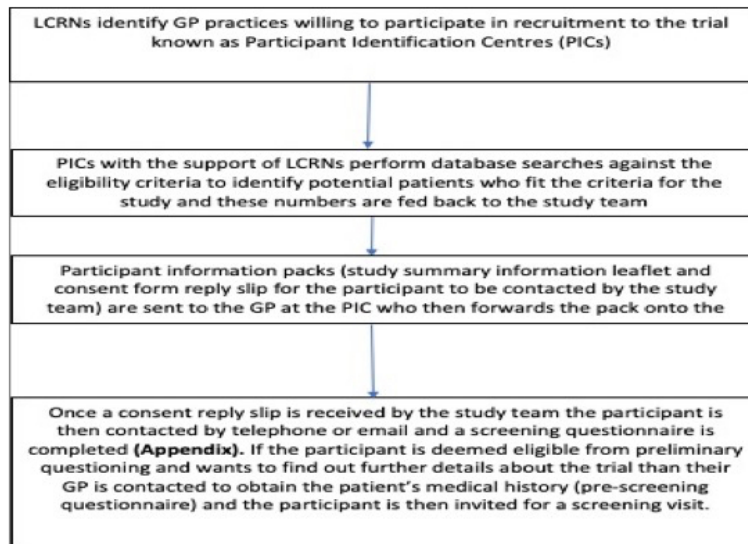 LCRNs identify GP practices willing to participate in recruitment to the trial
known as Participant Identification Centres (PICs)
PICs with the support of LCRNs perform database searches against the
eligibility criteria to identify potential patients who fit the criteria for the
study and these numbers are fed back to the study team
Participant information packs (study summary information leaflet and
consent form reply slip for the participant to be contacted by the study
team) are sent to the GP at the PIC who then forwards the pack onto the
Once a consent reply slip is received by the study team the participant is
then contacted by telephone or email and a screening questionnaire is
completed (Appendix). If the participant is deemed eligible from preliminary
questioning and wants to find out further details about the trial than their
GP is contacted to obtain the patient's medical history (pre-screening
questionnaire) and the participant is then invited for a screening visit.